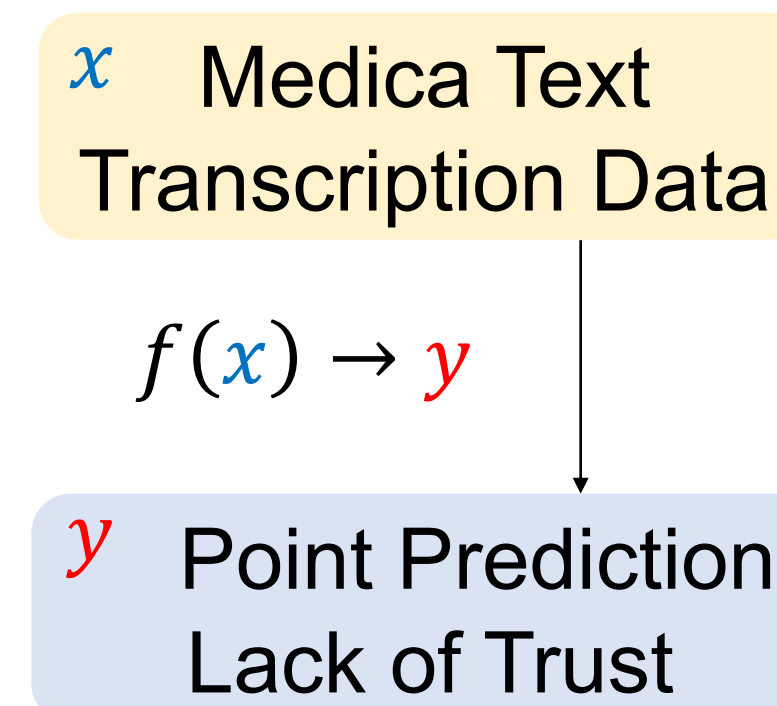 x Medica Text
Transcription Data
f(x) → y
y Point Prediction
Lack of Trust